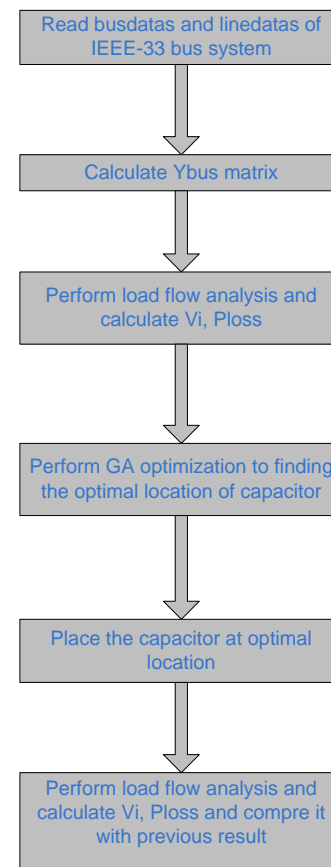 Read busdatas and linedatas of
IEEE-33 bus system
Calculate Ybus matrix
Perform load flow analysis and
calculate Vi, Ploss
Perform GA optimization to finding
the optimal location of capacitor
Place the capacitor at optimal
location
Perform load flow analysis and
calculate Vi, Ploss and compre it
with previous result